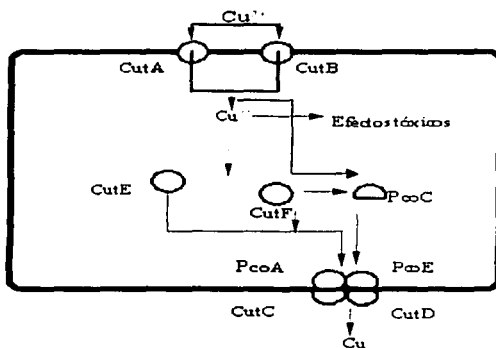 Cu⁺⁺
CutA
CutB
Cu
Efectos tóxicos
CutE
CutF
PcoC
PcoA
PcoE
CutC
CutD
Cu